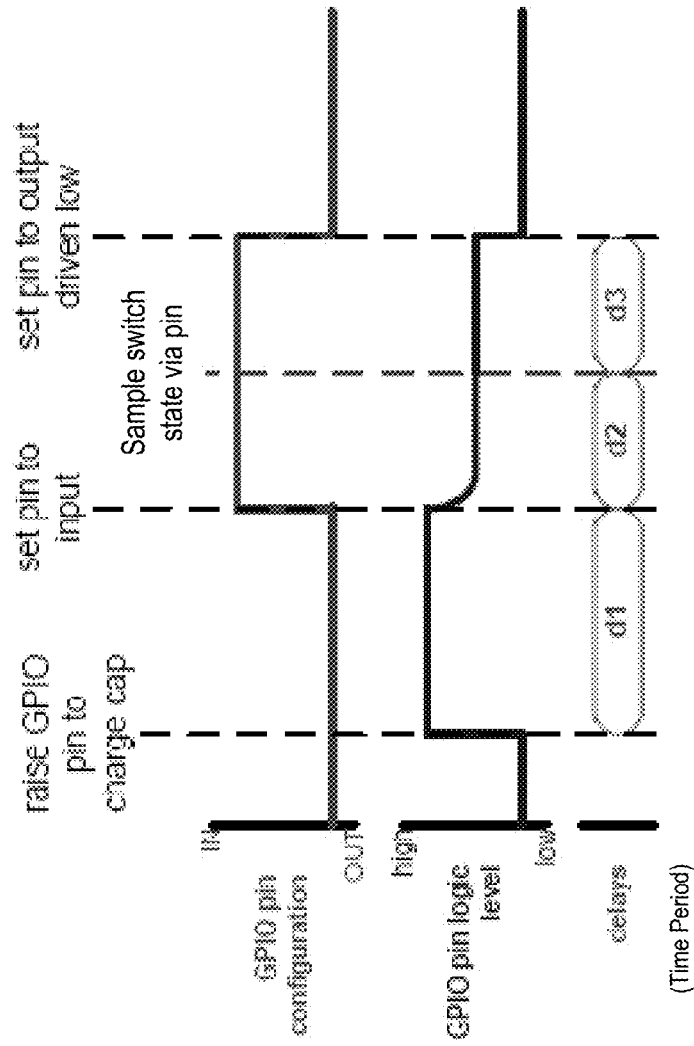 raise GPIO
pin to
charge cap
set pin to
input
Sample switch
state via pin
set pin to output
driven low
IN
OUT
GPIO pin
configuration
high
low
GPIO pin logic
level
delays
d1
d2
d3
(Time Period)